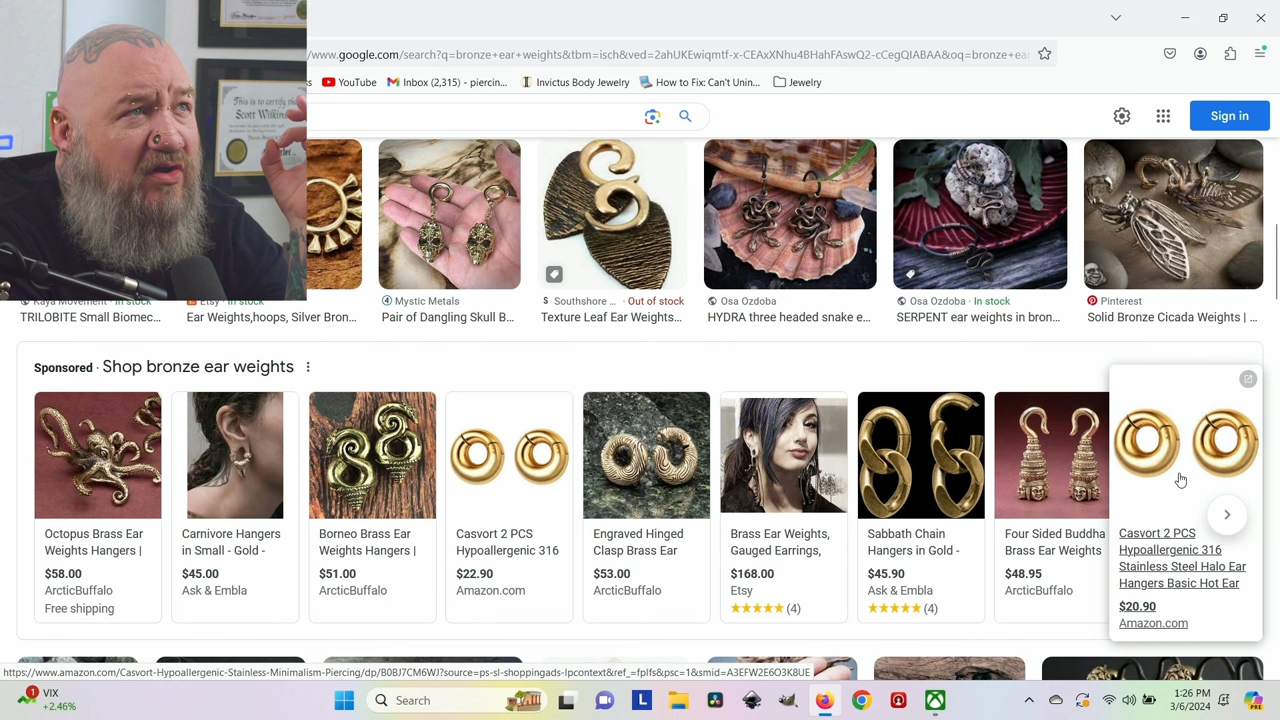 This is to certify tha
Scott Wilkins
/www.google.com/search?q=bronze+ear+weights&tbm=isch&ved=2ahUKEwiqmtf-x-CEAxXNhu4BHahFAswQ2-cCegQIABAA&oq=bronze+ear
s
YouTube
Inbox (2,315) - piercin...
Invictus Body Jewelry
How to Fix: Can't Unin...
Jewelry
Sign in
Kaya Movement · In stock
TRILOBITE Small Biomec...
Etsy · In stock
Ear Weights,hoops, Silver Bron...
Mystic Metals
Pair of Dangling Skull B...
Southshore ... · Out of stock
Texture Leaf Ear Weights...
Osa Ozdoba
HYDRA three headed snake e...
Osa Ozdoba · In stock
SERPENT ear weights in bron...
Pinterest
Solid Bronze Cicada Weights | ...
Sponsored · Shop bronze ear weights
Octopus Brass Ear
Weights Hangers |
$58.00
ArcticBuffalo
Free shipping
Carnivore Hangers
in Small - Gold -
$45.00
Ask & Embla
Borneo Brass Ear
Weights Hangers |
$51.00
ArcticBuffalo
Casvort 2 PCS
Hypoallergenic 316
$22.90
Amazon.com
Engraved Hinged
Clasp Brass Ear
$53.00
ArcticBuffalo
Brass Ear Weights,
Gauged Earrings,
$168.00
Etsy
(4)
Sabbath Chain
Hangers in Gold -
$45.90
Ask & Embla
(4)
Four Sided Buddha
Brass Ear Weights
$48.95
ArcticBuffalo
Casvort 2 PCS
Hypoallergenic 316
Stainless Steel Halo Ear
Hangers Basic Hot Ear
$20.90
Amazon.com
https://www.amazon.com/Casvort-Hypoallergenic-Stainless-Minimalism-Piercing/dp/B0BJ7CM6WJ?source=ps-sl-shoppingads-lpcontext&ref_=fplfs&psc=1&smid=A3EFW2E6O3K8UE
1
VIX
+2.46%
Search
L
1:26 PM
3/6/2024
PRE